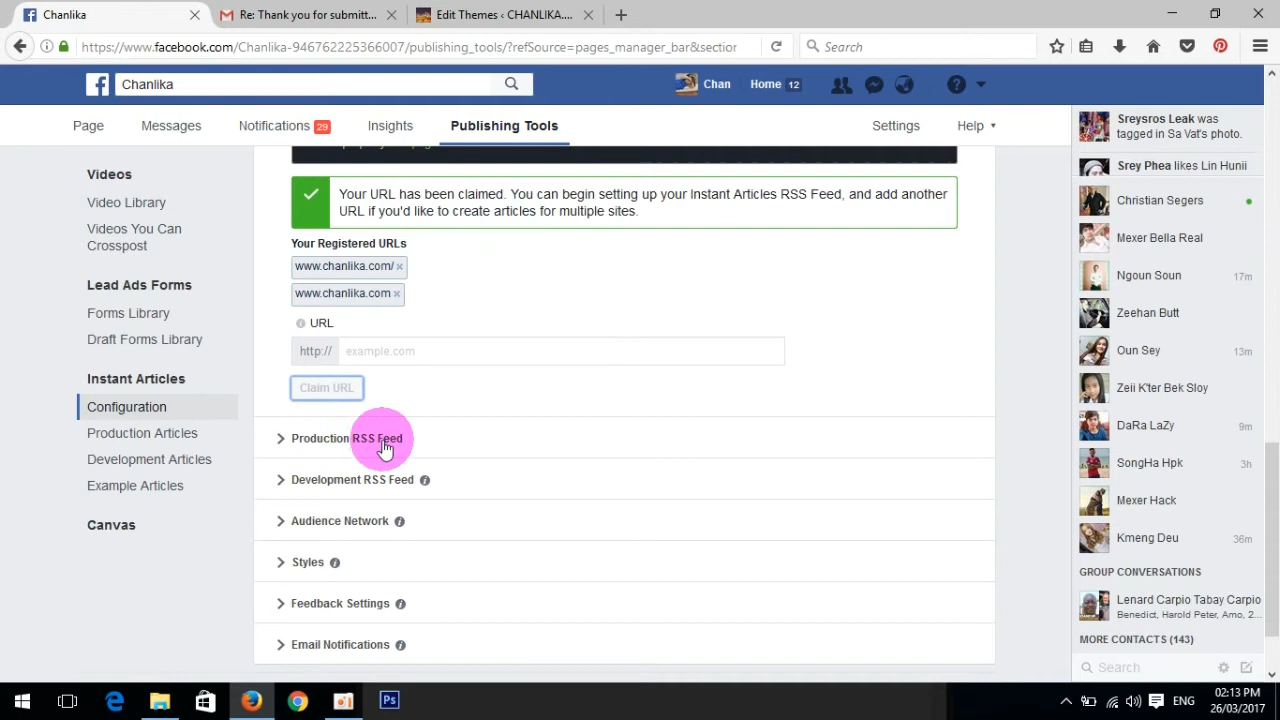 Chanlika
Re: Thank you for submitt...
Edit Themes ‹ CHANLIKA....
https://www.facebook.com/Chanlika-946762225366007/publishing_tools/?refSource=pages_manager_bar&section
Search
Chanlika
Chan
Home 12
Page
Messages
Notifications 29
Insights
Publishing Tools
Settings
Help
Videos
Video Library
Videos You Can
Crosspost
Lead Ads Forms
Forms Library
Draft Forms Library
Instant Articles
Configuration
Production Articles
Development Articles
Example Articles
Canvas
Your URL has been claimed. You can begin setting up your Instant Articles RSS Feed, and add another
URL if you'd like to create articles for multiple sites.
Your Registered URLs
www.chanlika.com/ ×
www.chanlika.com ×
URL
http:// example.com
Claim URL
Production RSS Feed
Development RSS Feed
Audience Network
Styles
Feedback Settings
Email Notifications
Sreysros Leak was
tagged in Sa Vat's photo.
Srey Phea likes Lin Hunii
Christian Segers
Mexer Bella Real
Ngoun Soun 17m
Zeehan Butt
Oun Sey 13m
Zeii K'ter Bek Sloy
DaRa LaZy 9m
SongHa Hpk 3h
Mexer Hack
Kmeng Deu 36m
GROUP CONVERSATIONS
Lenard Carpio Tabay Carpio
Benedict, Harold Peter, Amo, 2...
MORE CONTACTS (143)
Search
Ps
ENG
02:13 PM
26/03/2017